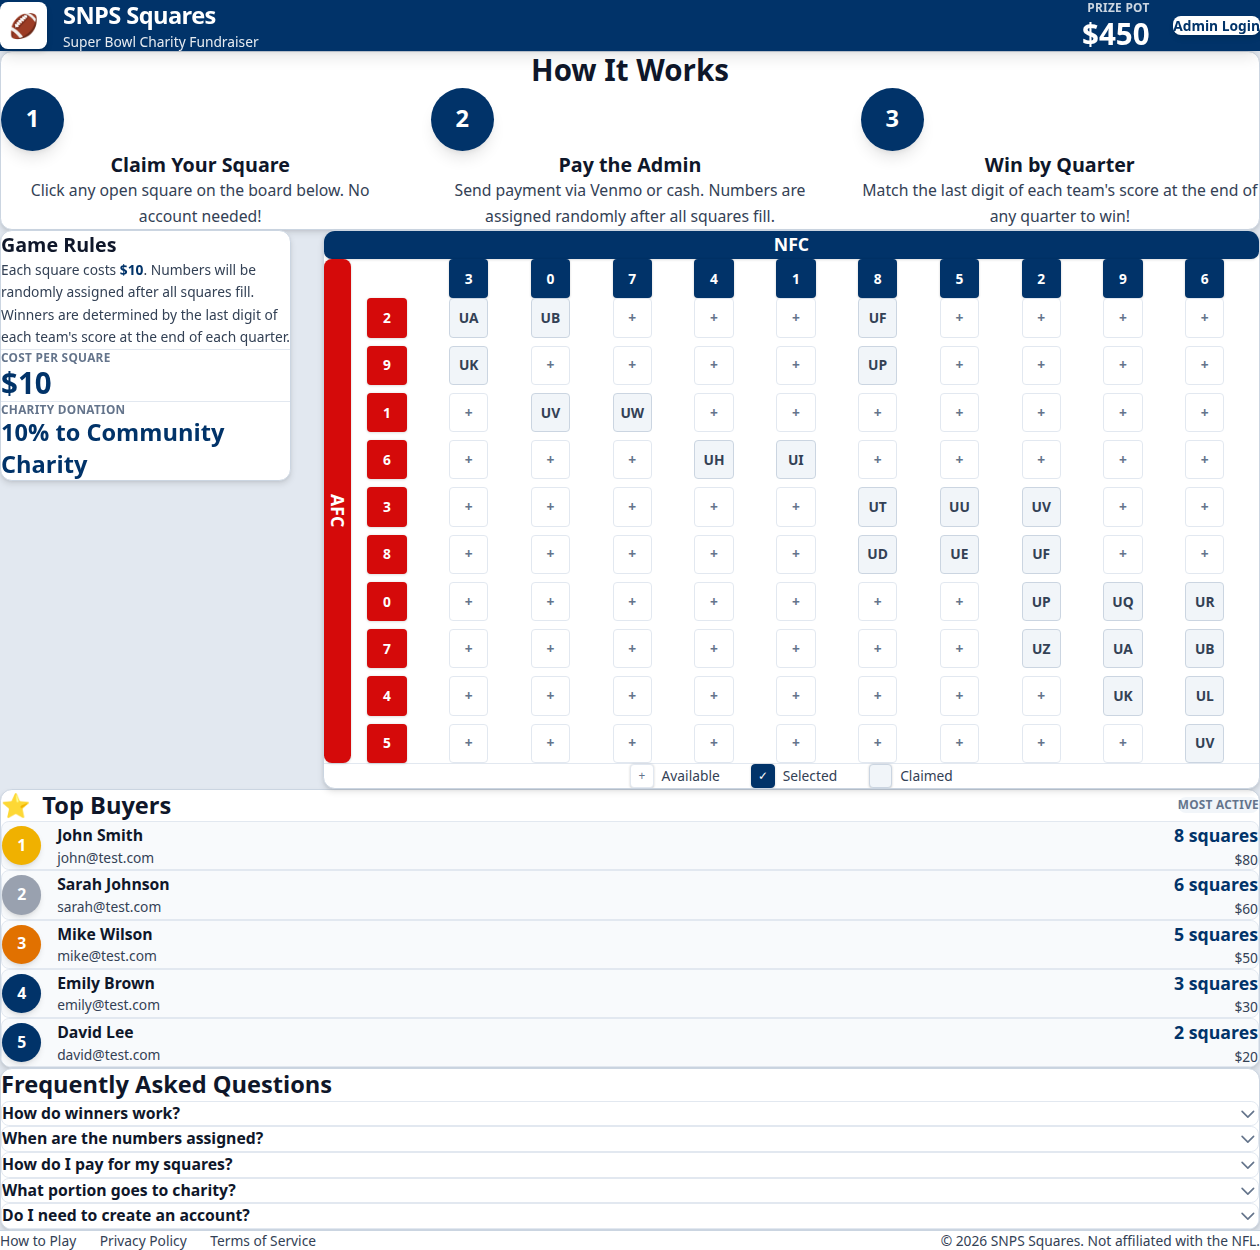 SNPS Squares
Super Bowl Charity Fundraiser
PRIZE POT
$450
Admin Login
How It Works
1
2
3
Claim Your Square
Click any open square on the board below. No
account needed!
Pay the Admin
Send payment via Venmo or cash. Numbers are
assigned randomly after all squares fill.
Win by Quarter
Match the last digit of each team's score at the end of
any quarter to win!
Game Rules
Each square costs $10. Numbers will be
randomly assigned after all squares fill.
Winners are determined by the last digit of
each team's score at the end of each quarter.
COST PER SQUARE
$10
CHARITY DONATION
10% to Community
Charity
NFC
AFC
3 0 7 4 1 8 5 2 9 6
2 UA UB + + + UF + + + +
9 UK + + + + UP + + + +
1 + UV UW + + + + + + +
6 + + + UH UI + + + + +
3 + + + + + UT UU UV + +
8 + + + + + UD UE UF + +
0 + + + + + + + UP UQ UR
7 + + + + + + + UZ UA UB
4 + + + + + + + + UK UL
5 + + + + + + + + + UV
+ Available ✓ Selected Claimed
⭐ Top Buyers
MOST ACTIVE
1 John Smith 8 squares
john@test.com $80
2 Sarah Johnson 6 squares
sarah@test.com $60
3 Mike Wilson 5 squares
mike@test.com $50
4 Emily Brown 3 squares
emily@test.com $30
5 David Lee 2 squares
david@test.com $20
Frequently Asked Questions
How do winners work?
When are the numbers assigned?
How do I pay for my squares?
What portion goes to charity?
Do I need to create an account?
How to Play Privacy Policy Terms of Service © 2026 SNPS Squares. Not affiliated with the NFL.